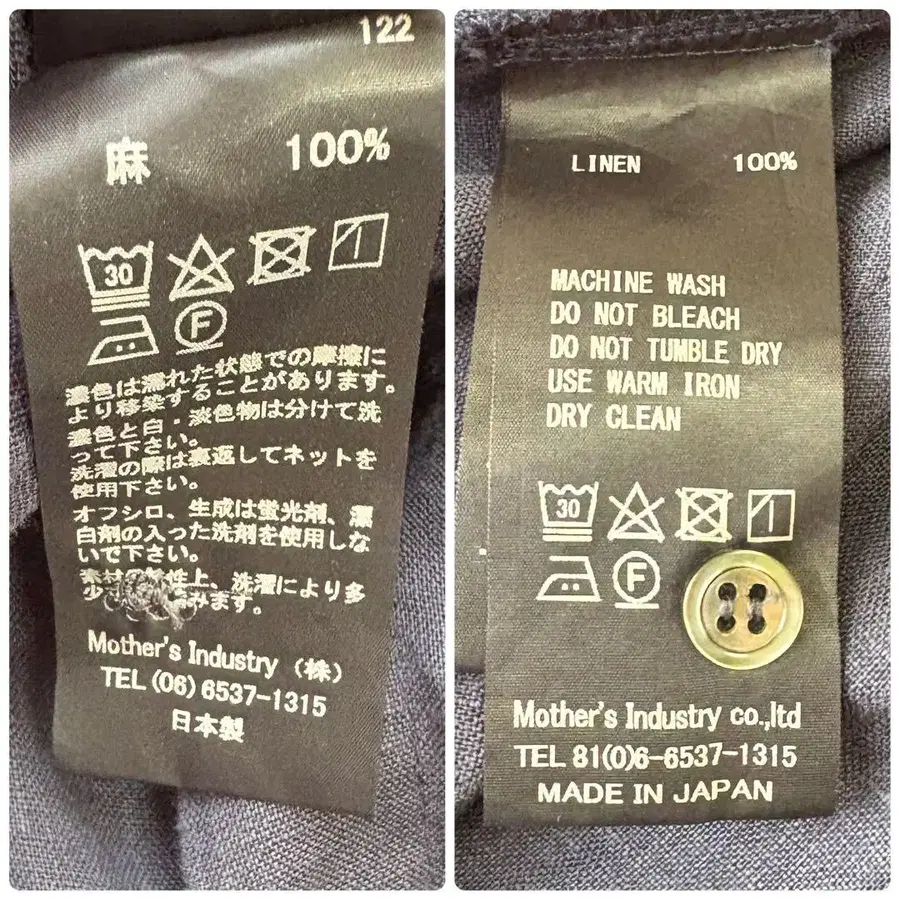 122
麻 100%
30
F
濃色は濡れた状態での摩擦に
より移染することがあります。
濃色と白・淡色物は分けて洗
って下さい。
洗濯の際は裏返してネットを
使用下さい。
オフシロ、生成は蛍光剤、漂
白剤の入った洗剤を使用しな
いで下さい。
性上、洗濯により多
少 みます。
Mother's Industry (株)
TEL (06) 6537-1315
日本製
LINEN 100%
MACHINE WASH
DO NOT BLEACH
DO NOT TUMBLE DRY
USE WARM IRON
DRY CLEAN
30
F
Mother's Industry co.,ltd
TEL 81(0)6-6537-1315
MADE IN JAPAN